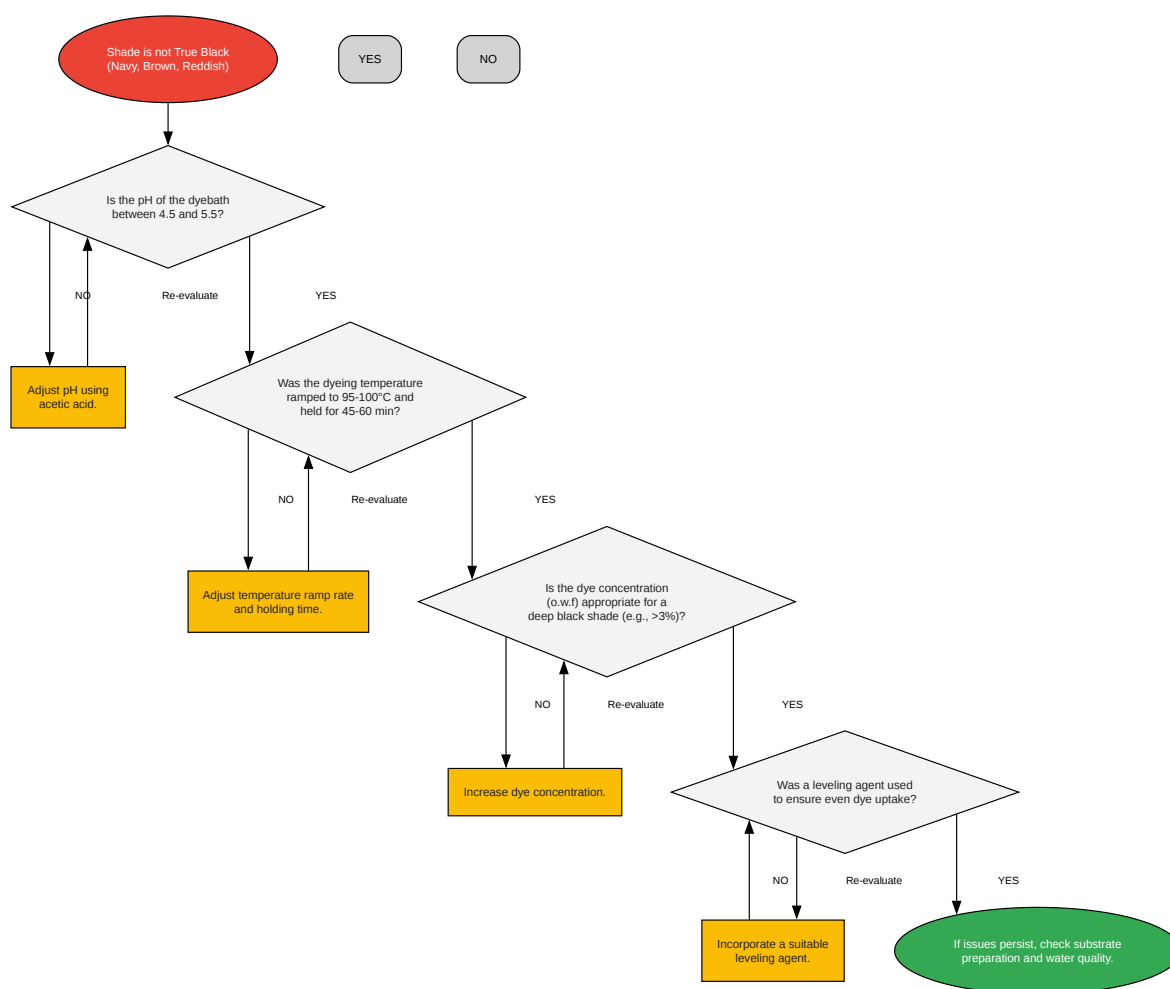 Shade is not True Black
(Navy, Brown, Reddish)
YES
NO
Is the pH of the dyebath
between 4.5 and 5.5?
NO
Re-evaluate
YES
Adjust pH using
acetic acid.
Was the dyeing temperature
ramped to 95-100°C and
held for 45-60 min?
NO
Re-evaluate
YES
Adjust temperature ramp rate
and holding time.
Is the dye concentration
(o.w.f) appropriate for a
deep black shade (e.g., >3%)?
NO
Re-evaluate
YES
Increase dye concentration.
Was a leveling agent used
to ensure even dye uptake?
NO
Re-evaluate
YES
Incorporate a suitable
leveling agent.
If issues persist, check substrate
preparation and water quality.